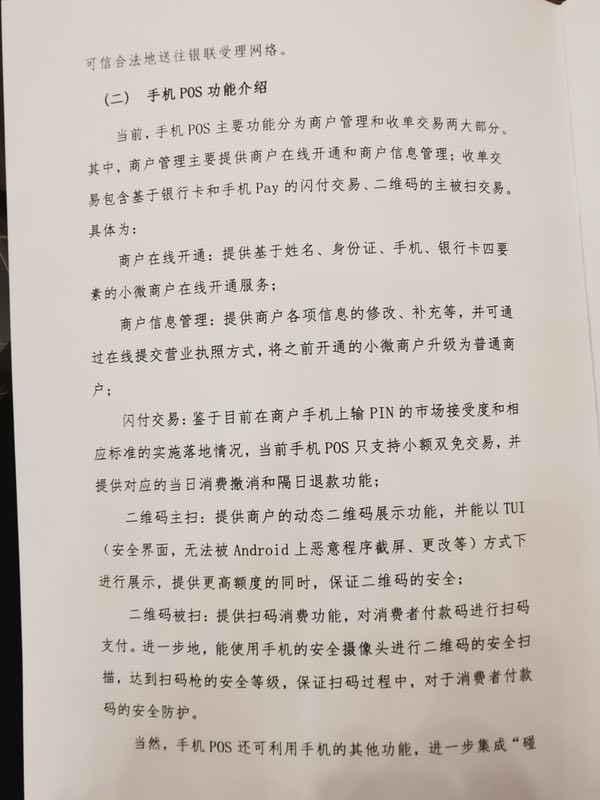 可信合法地送往银联受理网络。
(二) 手机 POS 功能介绍
当前,手机 POS 主要功能分为商户管理和收单交易两大部分。
其中,商户管理主要提供商户在线开通和商户信息管理;收单交
易包含基于银行卡和手机 Pay 的闪付交易、二维码的主被扫交易。
具体为:
商户在线开通:提供基于姓名、身份证、手机、银行卡四要
素的小微商户在线开通服务;
商户信息管理:提供商户各项信息的修改、补充等,并可通
过在线提交营业执照方式,将之前开通的小微商户升级为普通商
户;
闪付交易:鉴于目前在商户手机上输 PIN 的市场接受度和相
应标准的实施落地情况,当前手机 POS 只支持小额双免交易,并
提供对应的当日消费撤消和隔日退款功能;
二维码主扫:提供商户的动态二维码展示功能,并能以 TUI
(安全界面,无法被 Android 上恶意程序截屏、更改等)方式下
进行展示,提供更高额度的同时,保证二维码的安全;
二维码被扫:提供扫码消费功能,对消费者付款码进行扫码
支付。进一步地,能使用手机的安全摄像头进行二维码的安全扫
描,达到扫码枪的安全等级,保证扫码过程中,对于消费者付款
码的安全防护。
当然,手机 POS 还可利用手机的其他功能,进一步集成“碰